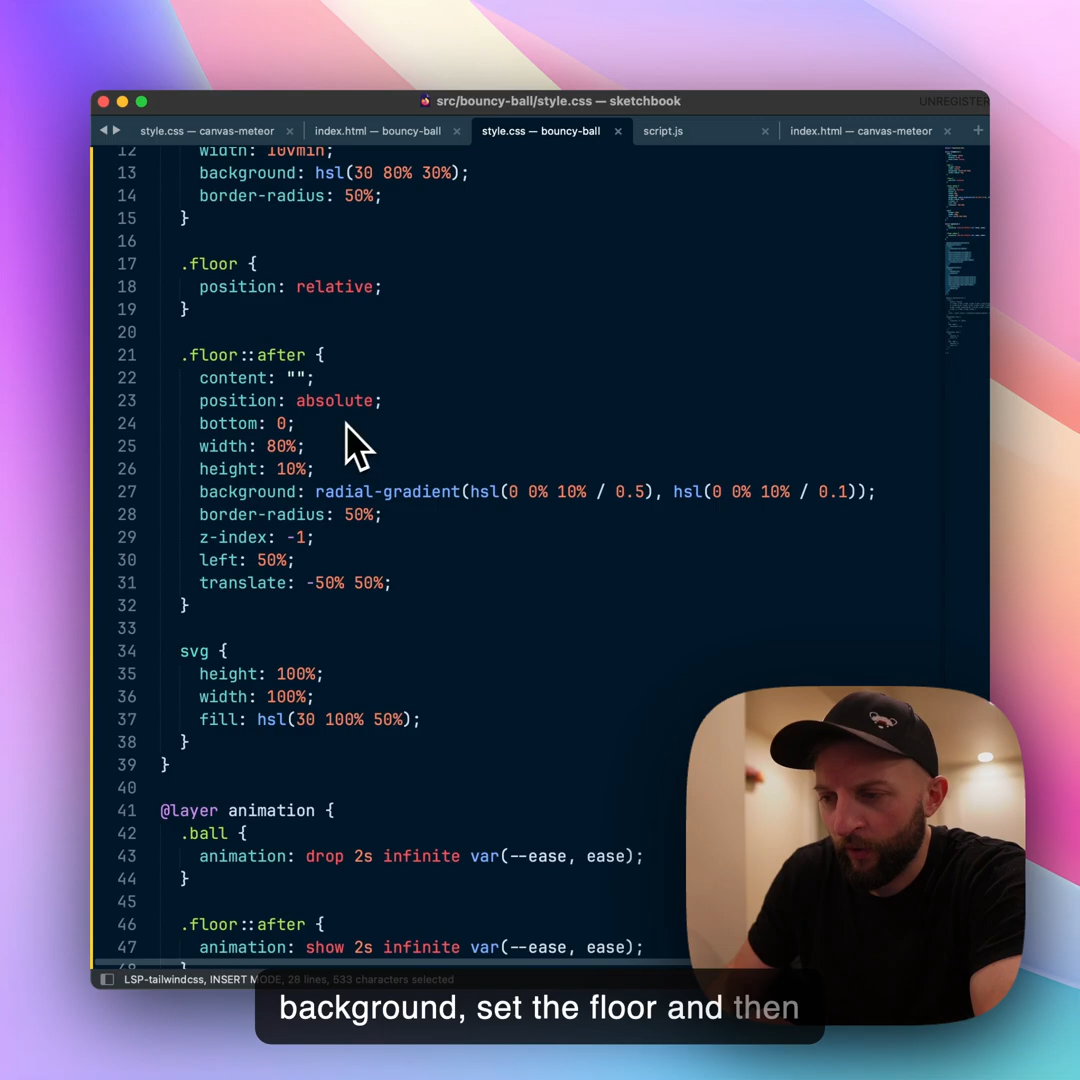 src/bouncy-ball/style.css — sketchbook
UNREGISTER
style.css — canvas-meteor
index.html — bouncy-ball
style.css — bouncy-ball
script.js
index.html — canvas-meteor
12 width: 10vmin;
13 background: hsl(30 80% 30%);
14 border-radius: 50%;
15 }
16
17 .floor {
18 position: relative;
19 }
20
21 .floor::after {
22 content: "";
23 position: absolute;
24 bottom: 0;
25 width: 80%;
26 height: 10%;
27 background: radial-gradient(hsl(0 0% 10% / 0.5), hsl(0 0% 10% / 0.1));
28 border-radius: 50%;
29 z-index: -1;
30 left: 50%;
31 translate: -50% 50%;
32 }
33
34 svg {
35 height: 100%;
36 width: 100%;
37 fill: hsl(30 100% 50%);
38 }
39 }
40
41 @layer animation {
42 .ball {
43 animation: drop 2s infinite var(--ease, ease);
44 }
45
46 .floor::after {
47 animation: show 2s infinite var(--ease, ease);
48 }
LSP-tailwindcss, INSERT MODE, 28 lines, 533 characters selected
background, set the floor and then